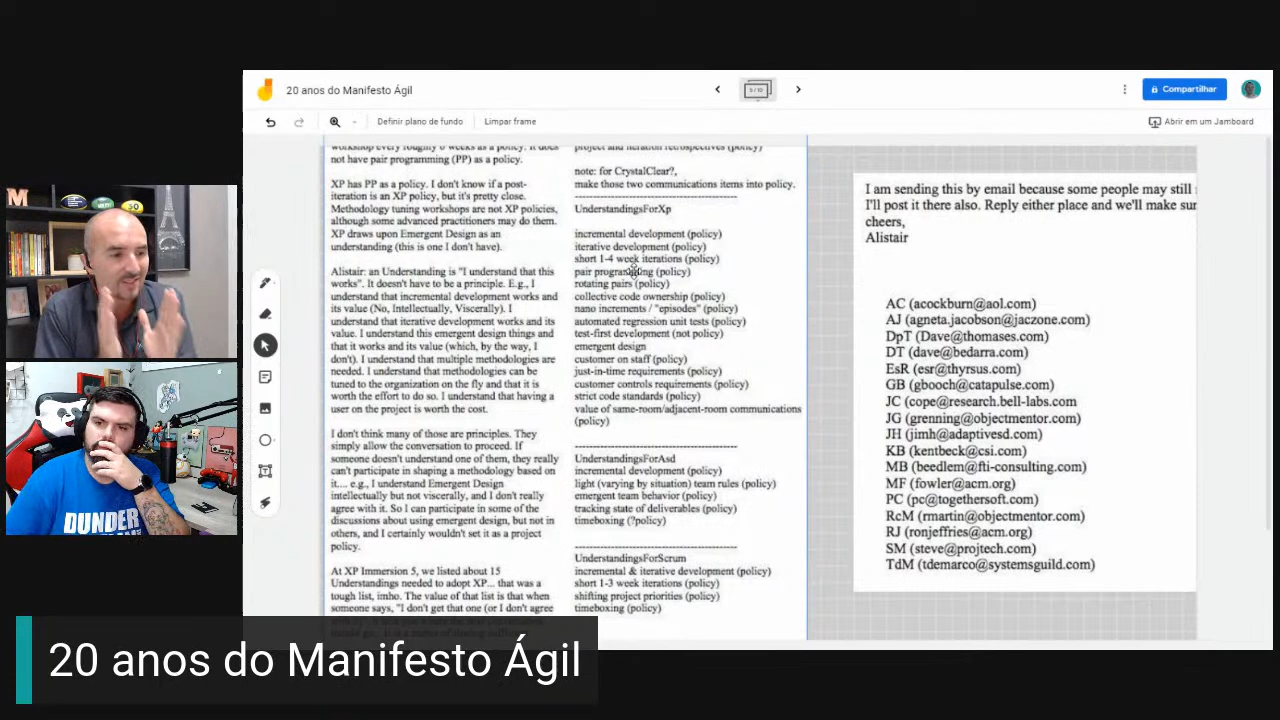 20 anos do Manifesto Ágil
5/10
Compartilhar
Definir plano de fundo
Limpar frame
Abrir em um Jamboard
workshop every roughly 6 weeks as a policy. It does
not have pair programming (PP) as a policy.
XP has PP as a policy. I don't know if a post-
iteration is an XP policy, but it's pretty close.
Methodology tuning workshops are not XP policies,
although some advanced practitioners may do them.
XP draws upon Emergent Design as an
understanding (this is one I don't have).
Alistair: an Understanding is "I understand that this
works". It doesn't have to be a principle. E.g., I
understand that incremental development works and
its value (No, Intellectually, Viscerally). I
understand that iterative development works and its
value. I understand this emergent design things and
that it works and its value (which, by the way, I
don't). I understand that multiple methodologies are
needed. I understand that methodologies can be
tuned to the organization on the fly and that it is
worth the effort to do so. I understand that having a
user on the project is worth the cost.
I don't think many of those are principles. They
simply allow the conversation to proceed. If
someone doesn't understand one of them, they really
can't participate in shaping a methodology based on
it.... e.g., I understand Emergent Design
intellectually but not viscerally, and I don't really
agree with it. So I can participate in some of the
discussions about using emergent design, but not in
others, and I certainly wouldn't set it as a project
policy.
At XP Immersion 5, we listed about 15
Understandings needed to adopt XP... that was a
tough list, imho. The value of that list is that when
someone says, "I don't get that one (or I don't agree
project and iteration retrospectives (policy)
note: for CrystalClear?,
make those two communications items into policy.
----------------------------------------
UnderstandingsForXp
incremental development (policy)
iterative development (policy)
short 1-4 week iterations (policy)
pair programming (policy)
rotating pairs (policy)
collective code ownership (policy)
nano increments / "episodes" (policy)
automated regression unit tests (policy)
test-first development (not policy)
emergent design
customer on staff (policy)
just-in-time requirements (policy)
customer controls requirements (policy)
strict code standards (policy)
value of same-room/adjacent-room communications
(policy)
----------------------------------------
UnderstandingsForAsd
incremental development (policy)
light (varying by situation) team rules (policy)
emergent team behavior (policy)
tracking state of deliverables (policy)
timeboxing (?policy)
----------------------------------------
UnderstandingsForScrum
incremental & iterative development (policy)
short 1-3 week iterations (policy)
shifting project priorities (policy)
timeboxing (policy)
I am sending this by email because some people may still
I'll post it there also. Reply either place and we'll make sur
cheers,
Alistair
AC (acockburn@aol.com)
AJ (agneta.jacobson@jaczone.com)
DpT (Dave@thomases.com)
DT (dave@bedarra.com)
EsR (esr@thyrsus.com)
GB (gbooch@catapulse.com)
JC (cope@research.bell-labs.com
JG (grenning@objectmentor.com)
JH (jimh@adaptivesd.com)
KB (kentbeck@csi.com)
MB (beedlem@fti-consulting.com)
MF (fowler@acm.org)
PC (pc@togethersoft.com)
RcM (rmartin@objectmentor.com)
RJ (ronjeffries@acm.org)
SM (steve@projtech.com)
TdM (tdemarco@systemsguild.com)
M
DUNDER
20 anos do Manifesto Ágil